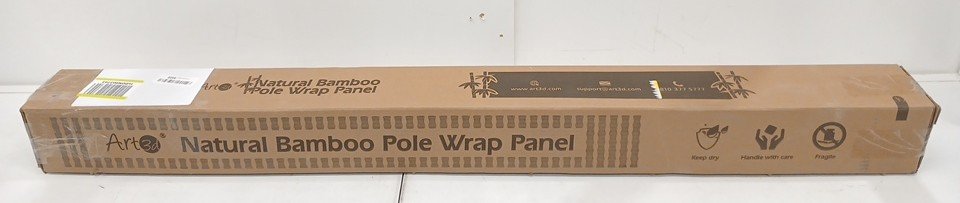 Art3d®
Natural Bamboo
Pole Wrap Panel
www.art3d.com
support@art3d.com
Art3d® Natural Bamboo Pole Wrap Panel
Keep dry
Handle with care
Fragile